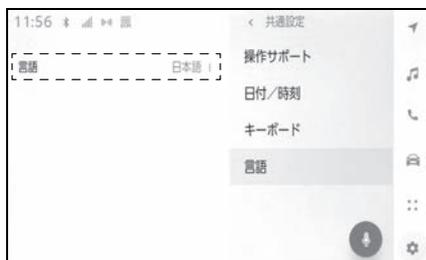 11:56
言語
日本語
共通設定
操作サポート
日付／時刻
キーボード
言語